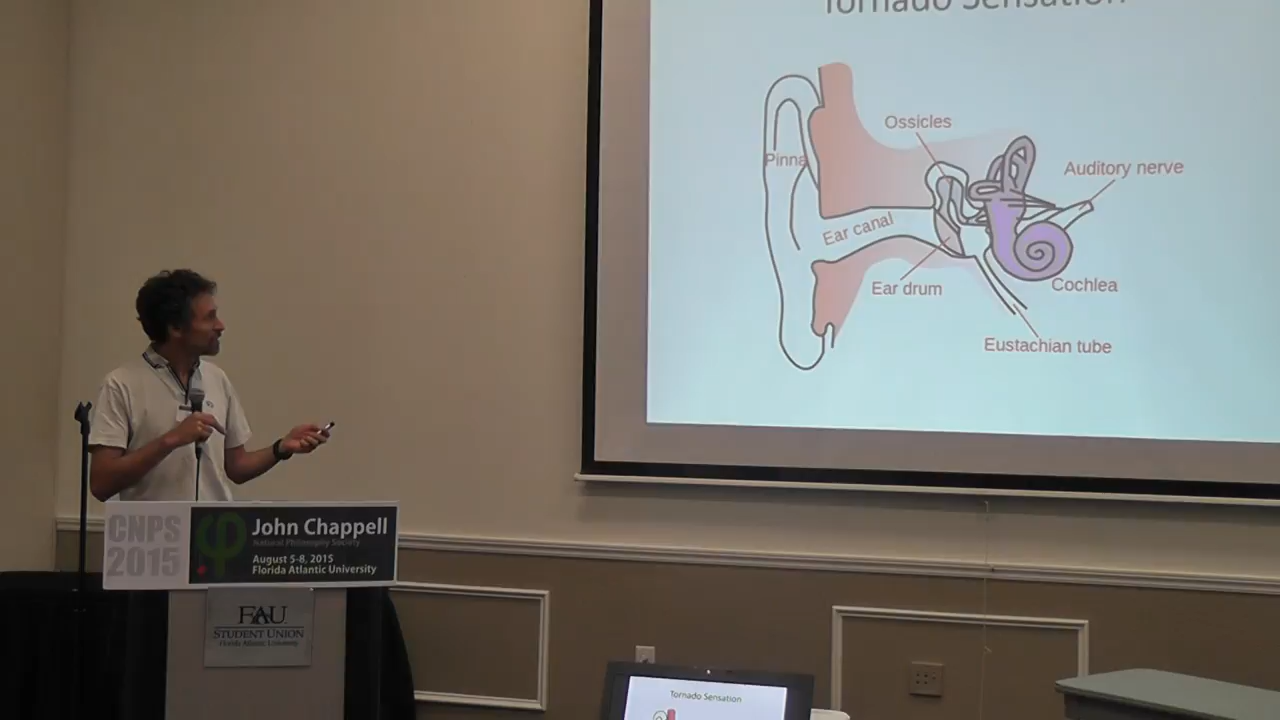 Tornado Sensation
Ossicles
Pinna
Auditory nerve
Ear canal
Ear drum
Cochlea
Eustachian tube
CNPS
2015
John Chappell
Natural Philosophy Society
August 5-8, 2015
Florida Atlantic University
FAU
STUDENT UNION
Florida Atlantic University
Tornado Sensation